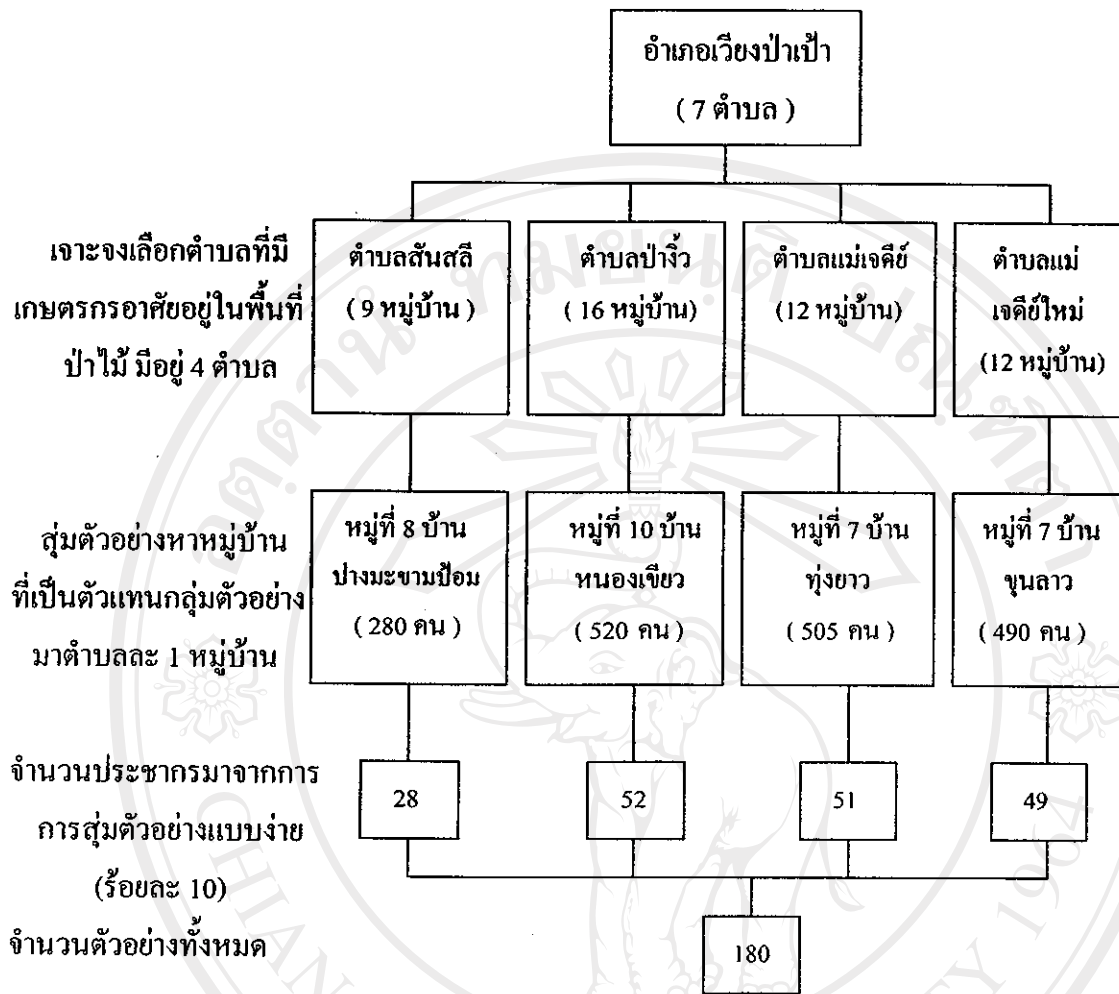 อำเภอเวียงป่าเป้า
( 7 ตำบล )
เจาะจงเลือกตำบลที่มี
เกษตรกรอาศัยอยู่ในพื้นที่
ป่าไม้ มีอยู่ 4 ตำบล
ตำบลสันสลี
( 9 หมู่บ้าน )
ตำบลป่างิ้ว
( 16 หมู่บ้าน)
ตำบลแม่เจดีย์
(12 หมู่บ้าน)
ตำบลแม่
เจดีย์ใหม่
(12 หมู่บ้าน)
สุ่มตัวอย่างหาหมู่บ้าน
ที่เป็นตัวแทนกลุ่มตัวอย่าง
มาตำบลละ 1 หมู่บ้าน
หมู่ที่ 8 บ้าน
ปางมะขามป้อม
( 280 คน )
หมู่ที่ 10 บ้าน
หนองเขียว
( 520 คน )
หมู่ที่ 7 บ้าน
ทุ่งยาว
( 505 คน )
หมู่ที่ 7 บ้าน
ขุนลาว
( 490 คน )
จำนวนประชากรมาจากการ
การสุ่มตัวอย่างแบบง่าย
(ร้อยละ 10)
28
52
51
49
จำนวนตัวอย่างทั้งหมด
180